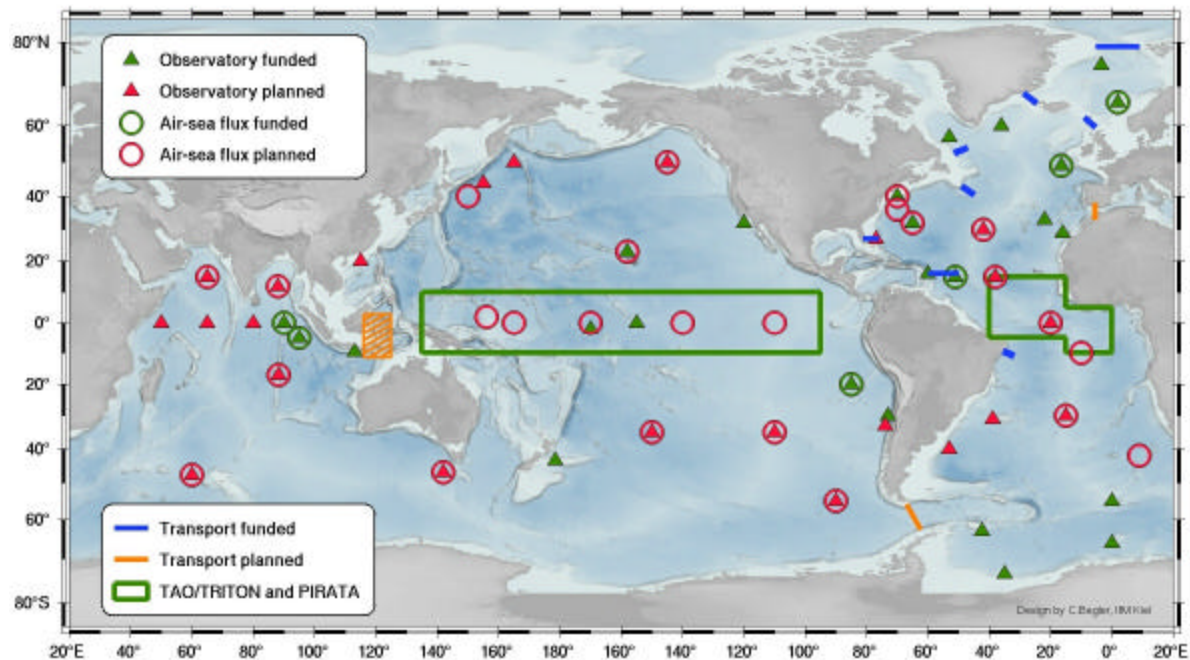 80°N
60°
40°
20°
0°
20°
40°
60°
80°S
Observatory funded
Observatory planned
Air-sea flux funded
Air-sea flux planned
Transport funded
Transport planned
TAO/TRITON and PIRATA
Design by C.Begler, IfM Kiel
20°E 40° 60° 80° 100° 120° 140° 160° 180° 160° 140° 120° 100° 80° 60° 40° 20° 0° 20°E